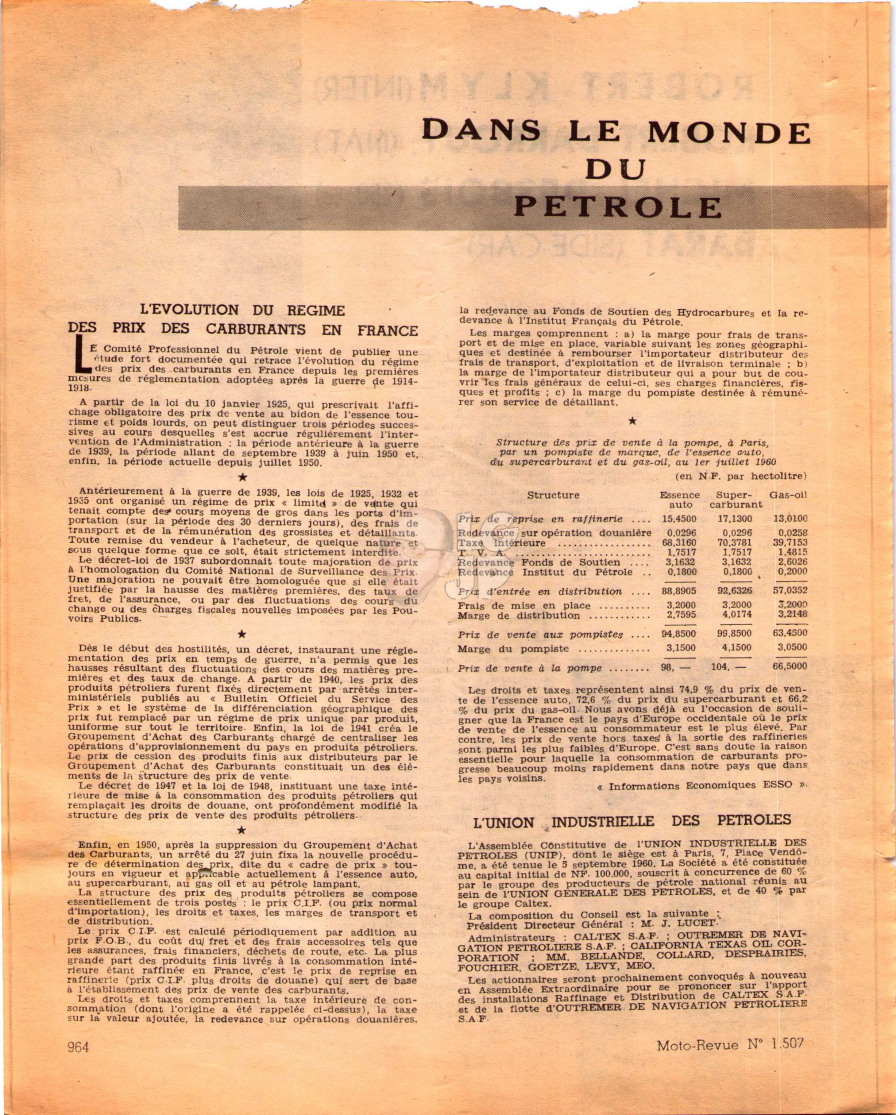 DANS LE MONDE
DU
PETROLE
L'EVOLUTION DU REGIME
DES PRIX DES CARBURANTS EN FRANCE
LE Comité Professionnel du Pétrole vient de publier une
étude fort documentée qui retrace l'évolution du régime
des prix des carburants en France depuis les premières
mesures de réglementation adoptées après la guerre de 1914-
1918.
A partir de la loi du 10 janvier 1925, qui prescrivait l'affi-
chage obligatoire des prix de vente au bidon de l'essence tou-
risme et poids lourds, on peut distinguer trois périodes succes-
sives au cours desquelles s'est accrue régulièrement l'inter-
vention de l'Administration : la période antérieure à la guerre
de 1939, la période allant de septembre 1939 à juin 1950 et,
enfin, la période actuelle depuis juillet 1950.
★
Antérieurement à la guerre de 1939, les lois de 1925, 1932 et
1935 ont organisé un régime de prix « limité » de vente qui
tenait compte des cours moyens de gros dans les ports d'im-
portation (sur la période des 30 derniers jours), des frais de
transport et de la rémunération des grossistes et détaillants.
Toute remise du vendeur à l'acheteur, de quelque nature et
sous quelque forme que ce soit, était strictement interdite.
Le décret-loi de 1937 subordonnait toute majoration de prix
à l'homologation du Comité National de Surveillance des Prix.
Une majoration ne pouvait être homologuée que si elle était
justifiée par la hausse des matières premières, des taux de
fret, de l'assurance, ou par des fluctuations des cours du
change ou des charges fiscales nouvelles imposées par les Pou-
voirs Publics.
★
Dès le début des hostilités, un décret, instaurant une régle-
mentation des prix en temps de guerre, n'a permis que les
hausses résultant des fluctuations des cours des matières pre-
mières et des taux de change. A partir de 1940, les prix des
produits pétroliers furent fixés directement par arrêtés inter-
ministériels publiés au « Bulletin Officiel du Service des
Prix » et le système de la différenciation géographique des
prix fut remplacé par un régime de prix unique par produit,
uniforme sur tout le territoire. Enfin, la loi de 1941 créa le
Groupement d'Achat des Carburants chargé de centraliser les
opérations d'approvisionnement du pays en produits pétroliers.
Le prix de cession des produits finis aux distributeurs par le
Groupement d'Achat des Carburants constituait un des élé-
ments de la structure des prix de vente.
Le décret de 1947 et la loi de 1948, instituant une taxe inté-
rieure de mise à la consommation des produits pétroliers qui
remplaçait les droits de douane, ont profondément modifié la
structure des prix de vente des produits pétroliers.
★
Enfin, en 1950, après la suppression du Groupement d'Achat
des Carburants, un arrêté du 27 juin fixa la nouvelle procédu-
re de détermination des prix, dite du « cadre de prix » tou-
jours en vigueur et applicable actuellement à l'essence auto,
au supercarburant, au gas oil et au pétrole lampant.
La structure des prix des produits pétroliers se compose
essentiellement de trois postes : le prix C.I.F. (ou prix normal
d'importation), les droits et taxes, les marges de transport et
de distribution.
Le prix C.I.F. est calculé périodiquement par addition au
prix F.O.B., du coût du fret et des frais accessoires tels que
les assurances, frais financiers, déchets de route, etc. La plus
grande part des produits finis livrés à la consommation inté-
rieure étant raffinée en France, c'est le prix de reprise en
raffinerie (prix C.I.F. plus droits de douane) qui sert de base
à l'établissement des prix de vente des carburants.
Les droits et taxes comprennent la taxe intérieure de con-
sommation (dont l'origine a été rappelée ci-dessus), la taxe
sur la valeur ajoutée, la redevance sur opérations douanières,
la redevance au Fonds de Soutien des Hydrocarbures et la re-
devance à l'Institut Français du Pétrole.
Les marges comprennent : a) la marge pour frais de trans-
port et de mise en place, variable suivant les zones géographi-
ques et destinée à rembourser l'importateur distributeur des
frais de transport, d'exploitation et de livraison terminale ; b)
la marge de l'importateur distributeur qui a pour but de cou-
vrir les frais généraux de celui-ci, ses charges financières, ris-
ques et profits ; c) la marge du pompiste destinée à rémuné-
rer son service de détaillant.
★
Structure des prix de vente à la pompe, à Paris,
par un pompiste de marque, de l'essence auto,
du supercarburant et du gas-oil, au 1er juillet 1960
(en N.F. par hectolitre)
Structure Essence auto Super-carburant Gas-oil
Prix de reprise en raffinerie .... 15,4500 17,1300 13,0100
Redevance sur opération douanière 0,0296 0,0296 0,0258
Taxe intérieure .................. 68,3160 70,3781 39,7153
T. V. A. ......................... 1,7517 1,7517 1,4815
Redevance Fonds de Soutien .... 3,1632 3,1632 2,6026
Redevance Institut du Pétrole .. 0,1800 0,1800 0,2000
Prix d'entrée en distribution .... 88,8905 92,6326 57,0352
Frais de mise en place ........... 3,2000 3,2000 3,2000
Marge de distribution ............ 2,7595 4,0174 3,2148
Prix de vente aux pompistes .... 94,8500 99,8500 63,4500
Marge du pompiste .............. 3,1500 4,1500 3,0500
Prix de vente à la pompe ........ 98, — 104, — 66,5000
Les droits et taxes représentent ainsi 74,9 % du prix de ven-
te de l'essence auto, 72,6 % du prix du supercarburant et 66,2
% du prix du gas-oil. Nous avons déjà eu l'occasion de souli-
gner que la France est le pays d'Europe occidentale où le prix
de vente de l'essence au consommateur est le plus élevé. Par
contre, les prix de vente hors taxes à la sortie des raffineries
sont parmi les plus faibles d'Europe. C'est sans doute la raison
essentielle pour laquelle la consommation de carburants pro-
gresse beaucoup moins rapidement dans notre pays que dans
les pays voisins.
« Informations Economiques ESSO ».
L'UNION INDUSTRIELLE DES PETROLES
L'Assemblée Constitutive de l'UNION INDUSTRIELLE DES
PETROLES (UNIP), dont le siège est à Paris, 7, Place Vendô-
me, a été tenue le 5 septembre 1960. La Société a été constituée
au capital initial de NF. 100.000, souscrit à concurrence de 60 %
par le groupe des producteurs de pétrole national réunis au
sein de l'UNION GENERALE DES PETROLES, et de 40 % par
le groupe Caltex.
La composition du Conseil est la suivante :
Président Directeur Général : M. J. LUCET.
Administrateurs : CALTEX S.A.F. ; OUTREMER DE NAVI-
GATION PETROLIERE S.A.F. ; CALIFORNIA TEXAS OIL COR-
PORATION ; MM. BELLANDE, COLLARD, DESPRAIRIES,
FOUCHIER, GOETZE, LEVY, MEO.
Les actionnaires seront prochainement convoqués à nouveau
en Assemblée Extraordinaire pour se prononcer sur l'apport
des installations Raffinage et Distribution de CALTEX S.A.F.
et de la flotte d'OUTREMER DE NAVIGATION PETROLIERE
S.A.F.
964
Moto-Revue N° 1.507